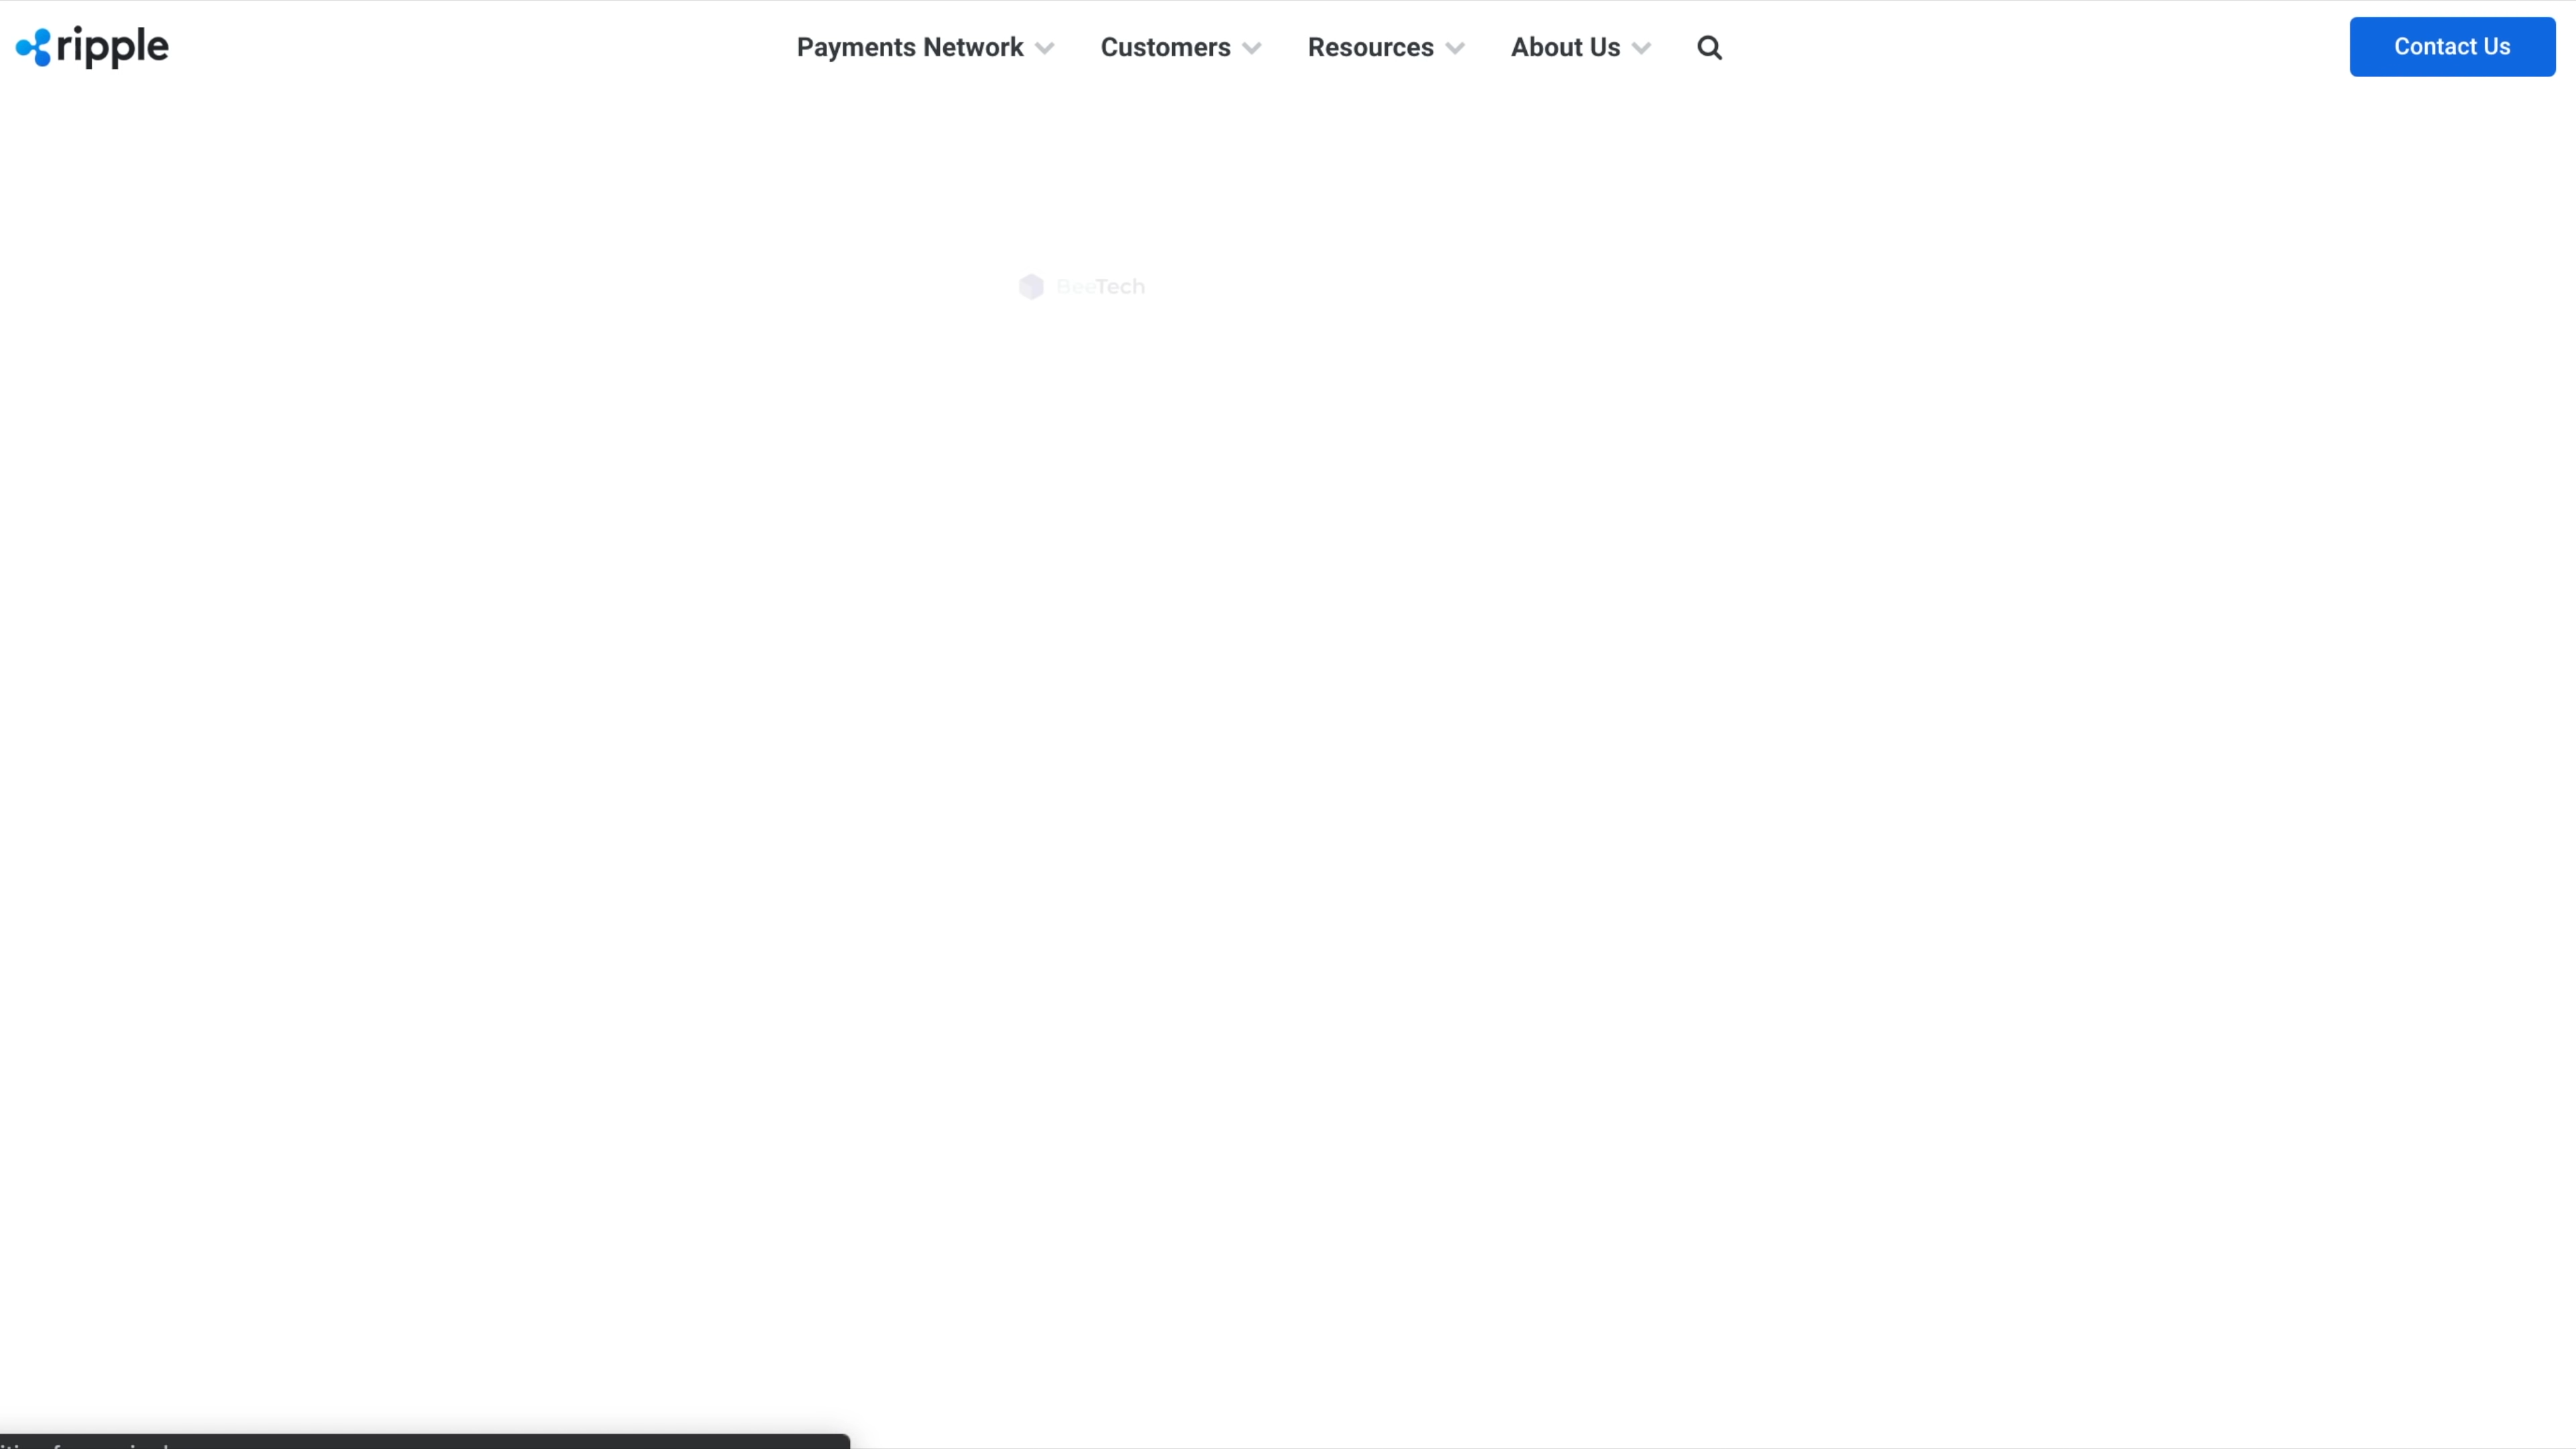 ripple
Payments Network
Customers
Resources
About Us
Contact Us
BeeTech